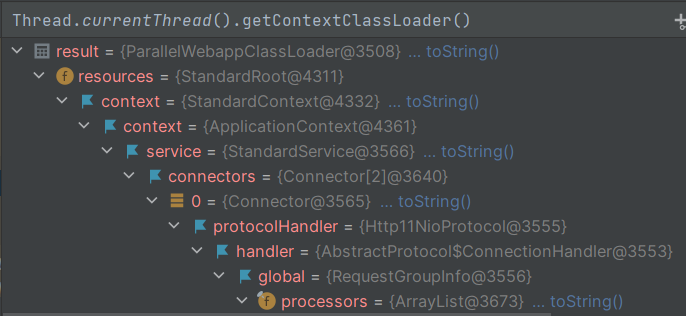 Thread.currentThread().getContextClassLoader()
result = {ParallelWebappClassLoader@3508} ... toString()
resources = {StandardRoot@4311}
context = {StandardContext@4332} ... toString()
context = {ApplicationContext@4361}
service = {StandardService@3566} ... toString()
connectors = {Connector[2]@3640}
0 = {Connector@3565} ... toString()
protocolHandler = {Http11NioProtocol@3555}
handler = {AbstractProtocol$ConnectionHandler@3553}
global = {RequestGroupInfo@3556}
processors = {ArrayList@3673} ... toString()